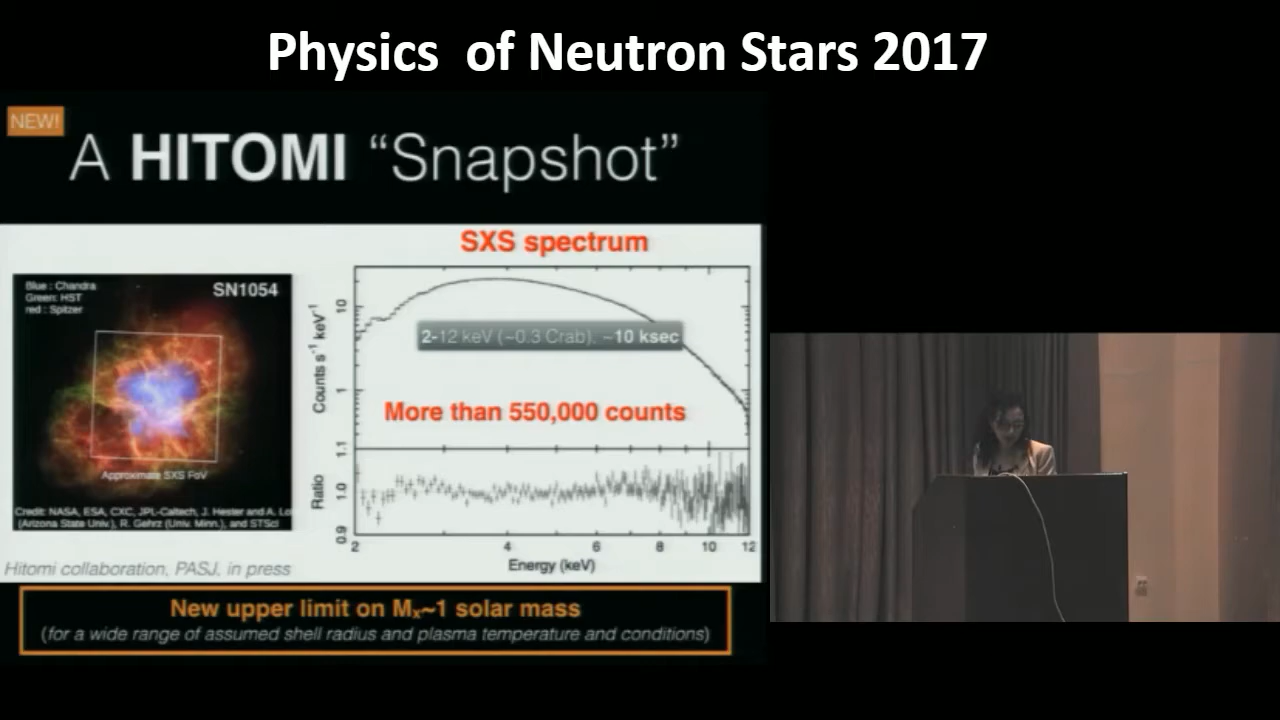 Physics of Neutron Stars 2017
NEW!
A HITOMI “Snapshot”
SXS spectrum
Blue : Chandra
Green: HST
red : Spitzer
SN1054
Approximate SXS FoV
Credit: NASA, ESA, CXC, JPL-Caltech, J. Hester and A. Lo
(Arizona State Univ.), R. Gehrz (Univ. Minn.), and STScI
Counts s⁻¹ keV⁻¹
10
1
2-12 keV (~0.3 Crab), ~10 ksec
More than 550,000 counts
Ratio
1.1
1.0
0.9
2 4 6 8 10 12
Energy (keV)
Hitomi collaboration, PASJ, in press
New upper limit on Mₓ~1 solar mass
(for a wide range of assumed shell radius and plasma temperature and conditions)